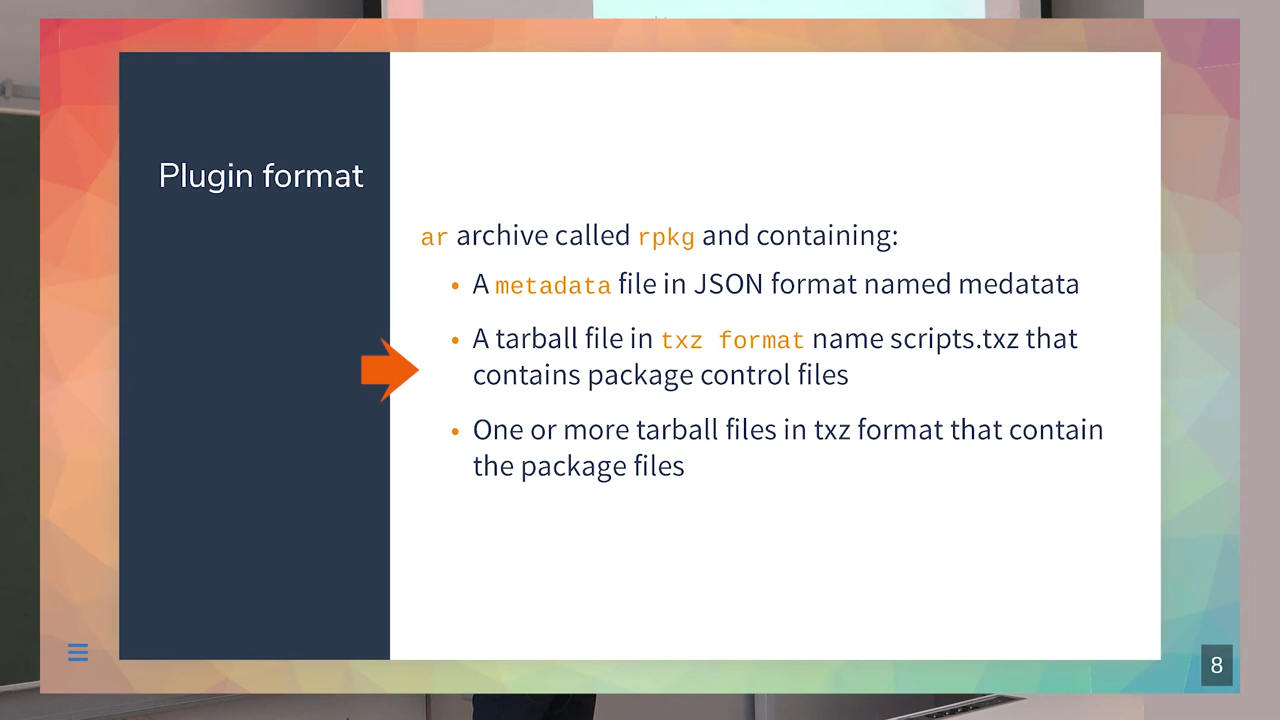 Plugin format
ar archive called rpkg and containing:
• A metadata file in JSON format named medatata
• A tarball file in txz format name scripts.txz that
contains package control files
• One or more tarball files in txz format that contain
the package files
8